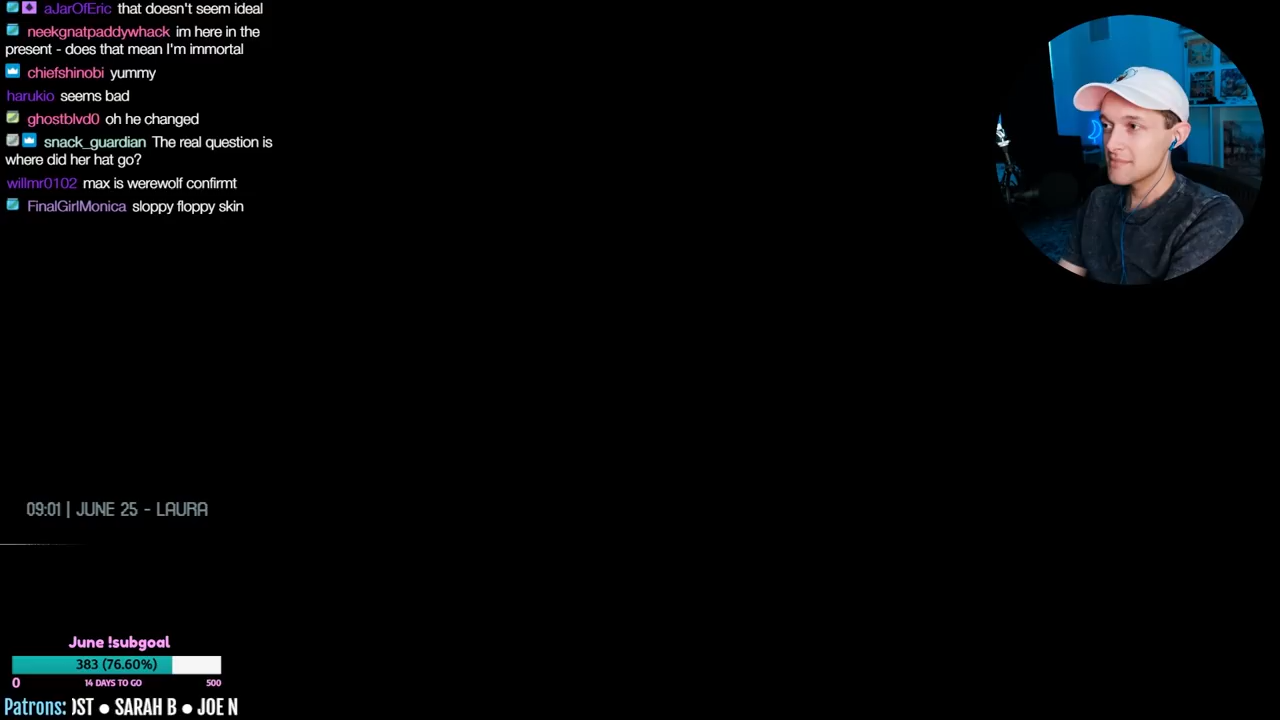 aJarOfEric that doesn't seem ideal
neekgnatpaddywhack im here in the
present - does that mean I'm immortal
chiefshinobi yummy
harukio seems bad
ghostblvd0 oh he changed
snack_guardian The real question is
where did her hat go?
willrnr0102 max is werewolf confirmt
FinalGirlMonica sloppy floppy skin
09:01 | JUNE 25 - LAURA
June !subgoal
383 (76.60%)
0 14 DAYS TO GO 500
Patrons: OST ● SARAH B ● JOE N